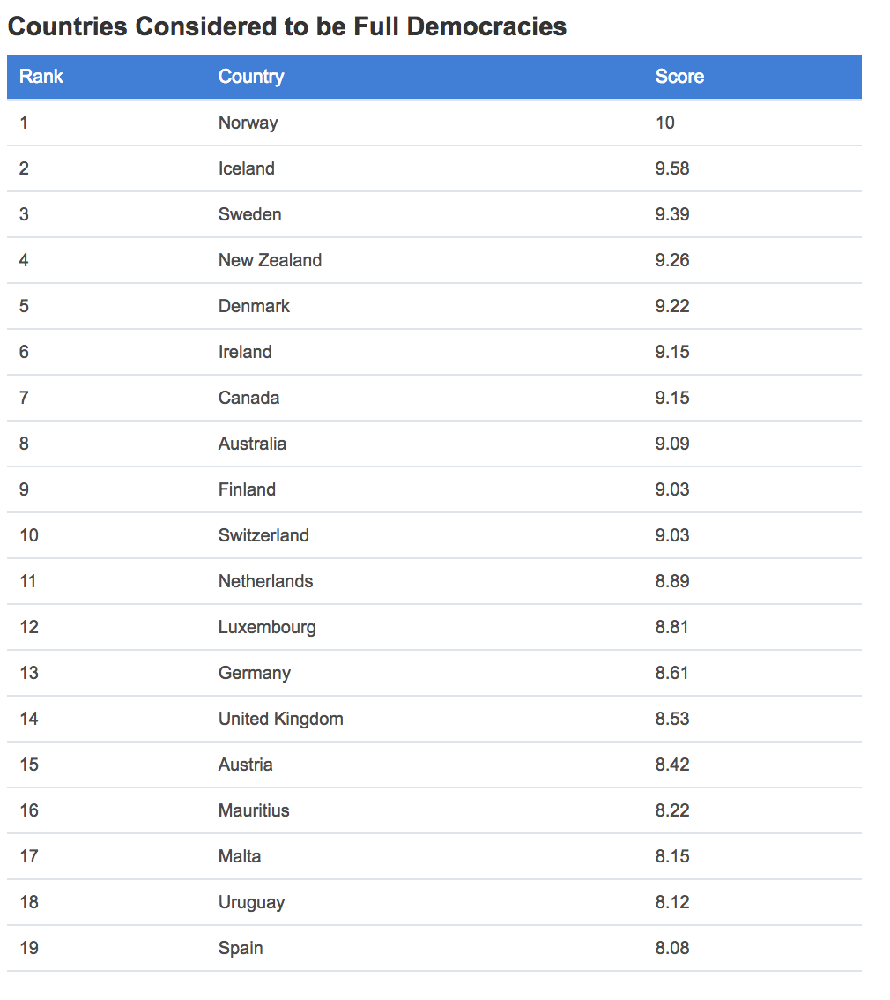 Countries Considered to be Full Democracies
Rank Country Score
1 Norway 10
2 Iceland 9.58
3 Sweden 9.39
4 New Zealand 9.26
5 Denmark 9.22
6 Ireland 9.15
7 Canada 9.15
8 Australia 9.09
9 Finland 9.03
10 Switzerland 9.03
11 Netherlands 8.89
12 Luxembourg 8.81
13 Germany 8.61
14 United Kingdom 8.53
15 Austria 8.42
16 Mauritius 8.22
17 Malta 8.15
18 Uruguay 8.12
19 Spain 8.08